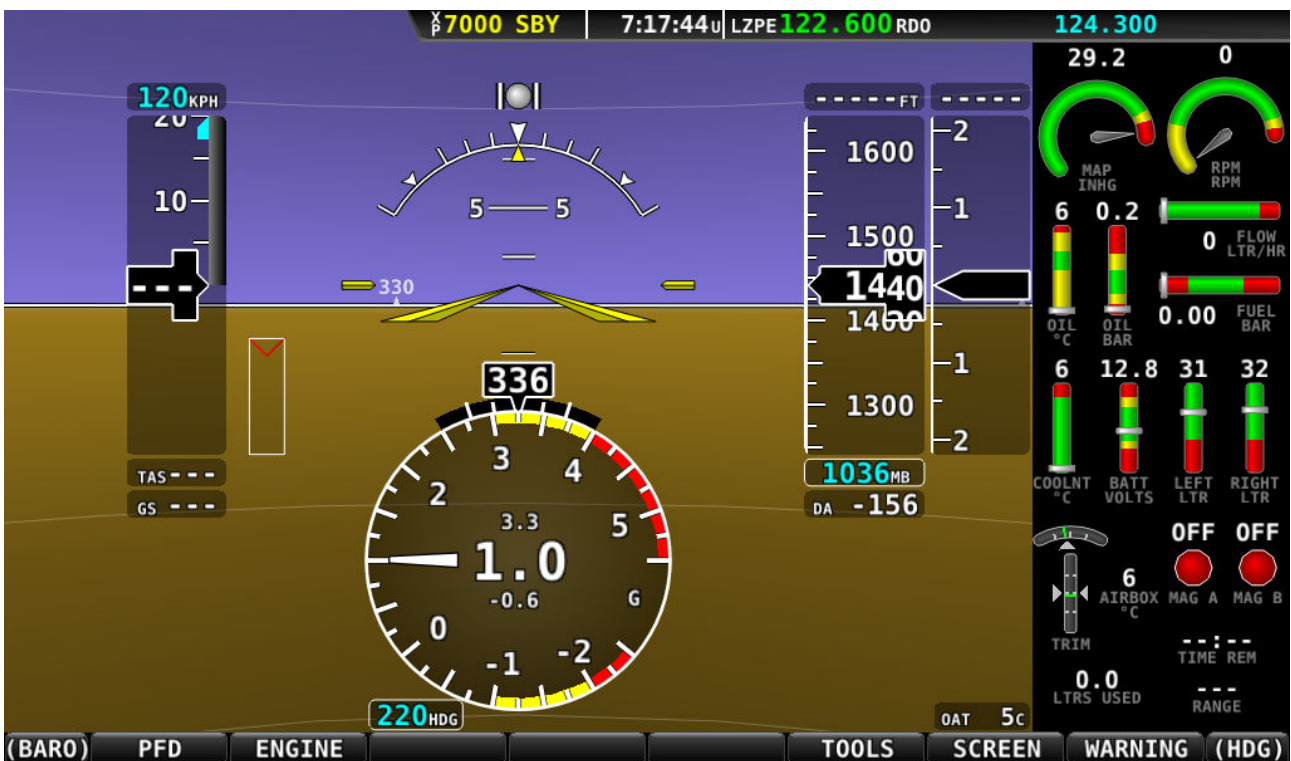 XP 7000 SBY 7:17:44U LZPE 122.600 RDO 124.300
29.2 0
120KPH
-----FT -----
20
10
5 5
1600
1500
60
1440
1400
1300
2
1
1
2
---
330
336
TAS---
GS ---
1036MB
DA -156
3
4
2
5
3.3
1.0
-0.6
G
0
-1
-2
220HDG
OAT 5C
MAP
INHG
RPM
RPM
6 0.2
0 FLOW
LTR/HR
OIL
°C
OIL
BAR
0.00 FUEL
BAR
6 12.8 31 32
COOLNT
°C
BATT
VOLTS
LEFT
LTR
RIGHT
LTR
OFF OFF
6
AIRBOX
°C
MAG A MAG B
TRIM
--:--
TIME REM
0.0
LTRS USED
---
RANGE
(BARO) PFD ENGINE TOOLS SCREEN WARNING (HDG)